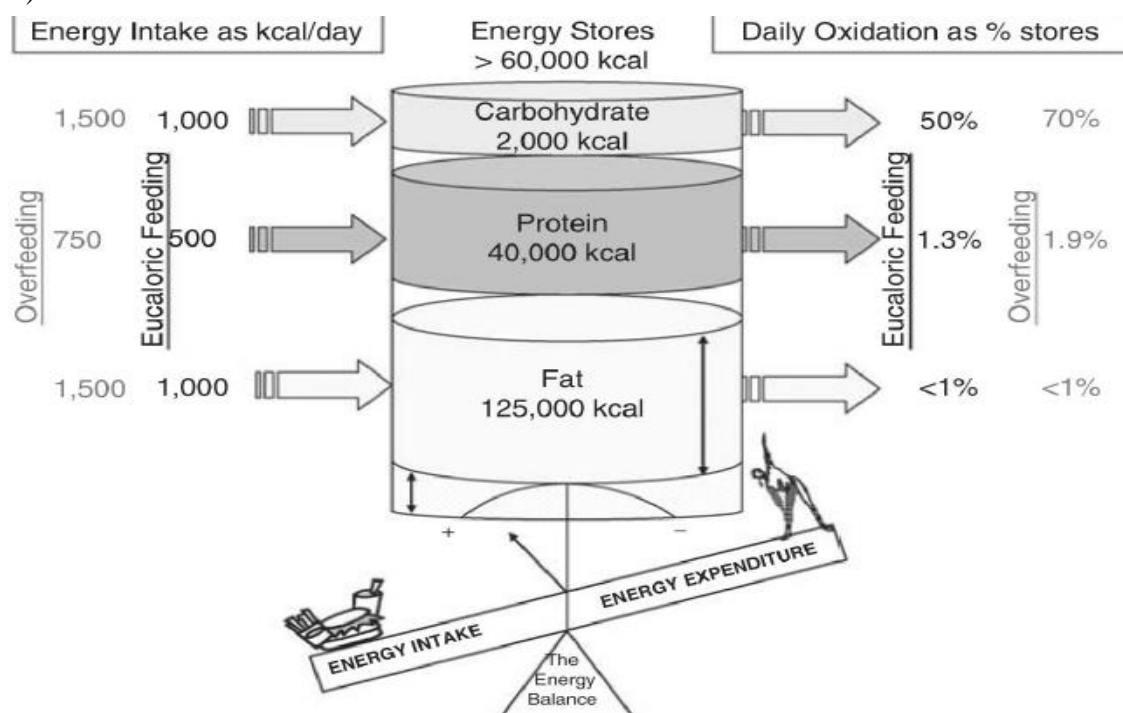 Energy Intake as kcal/day
Energy Stores
> 60,000 kcal
Daily Oxidation as % stores
1,500
1,000
Carbohydrate
2,000 kcal
50%
70%
Overfeeding
750
Eucaloric Feeding
500
Protein
40,000 kcal
Eucaloric Feeding
1.3%
1.9%
Overfeeding
1,500
1,000
Fat
125,000 kcal
<1%
<1%
+
−
ENERGY INTAKE
ENERGY EXPENDITURE
The
Energy
Balance